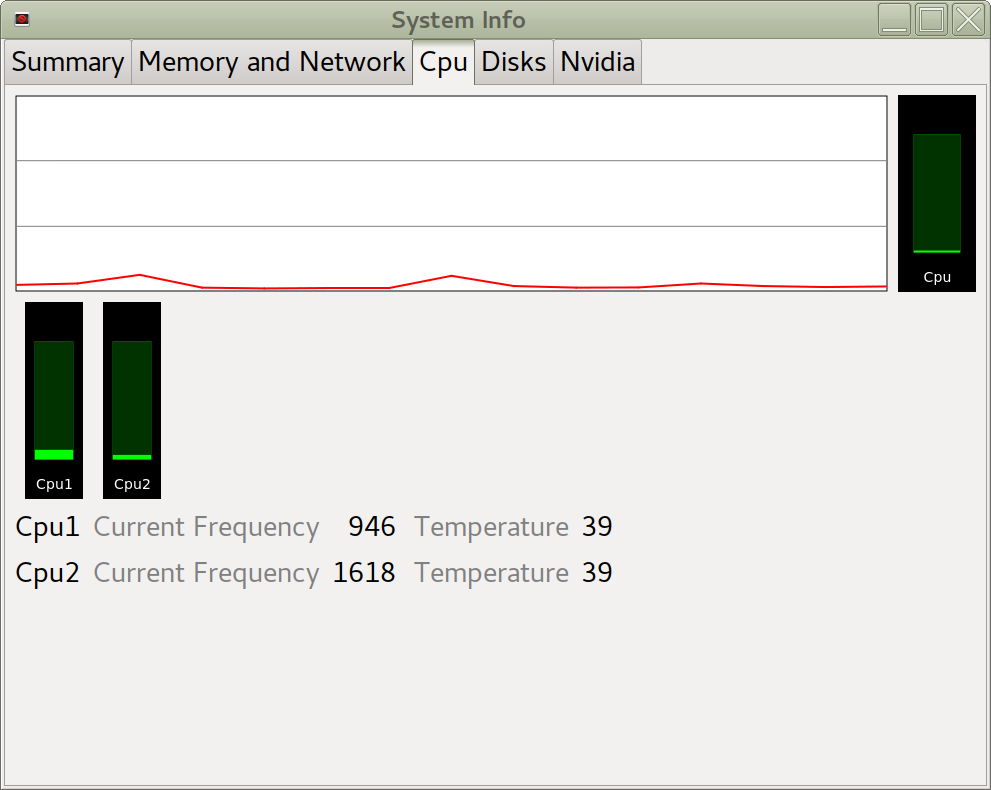 System Info
Summary Memory and Network Cpu Disks Nvidia
Cpu
Cpu1 Cpu2
Cpu1 Current Frequency 946 Temperature 39
Cpu2 Current Frequency 1618 Temperature 39